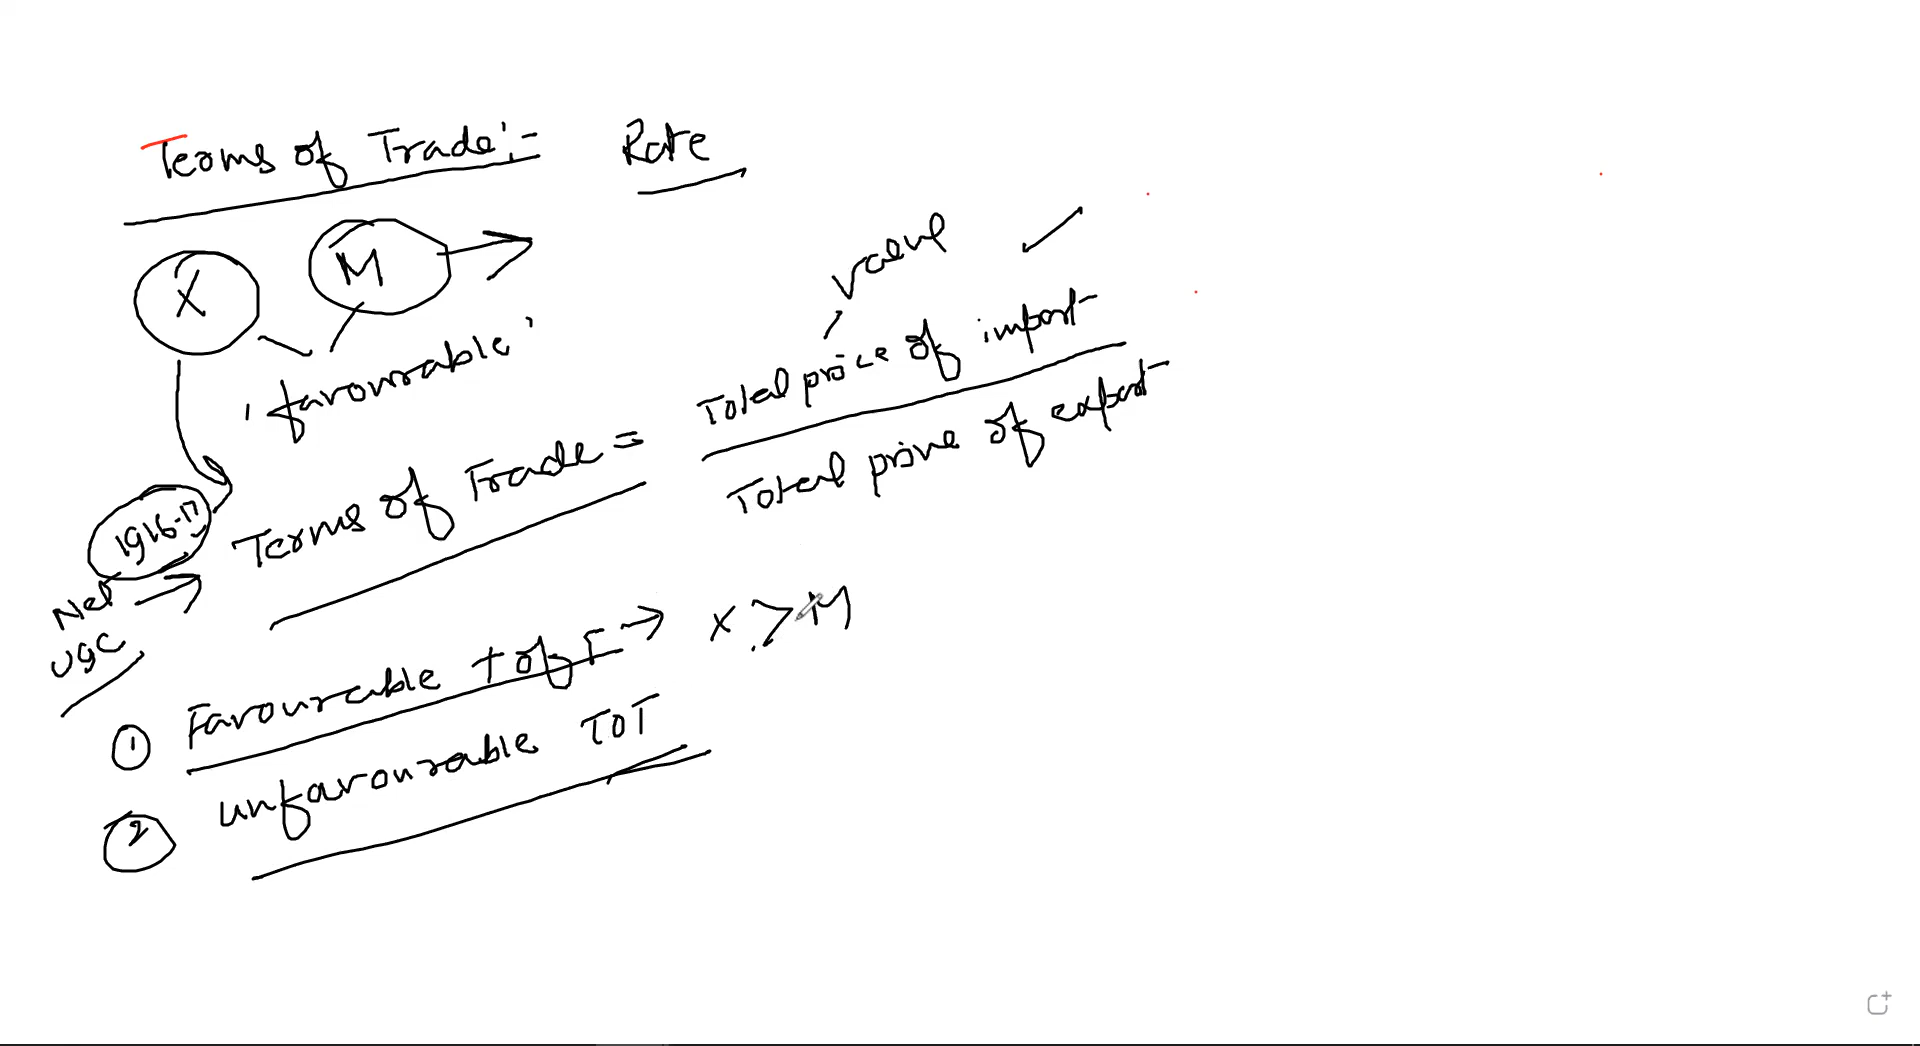 Terms of Trade :- Rate
X M
'favourable'
value
Terms of Trade = Total price of import
Total price of export
1916-17
Net
UGC
① Favourable T of T → X > M
② unfavourable TOT